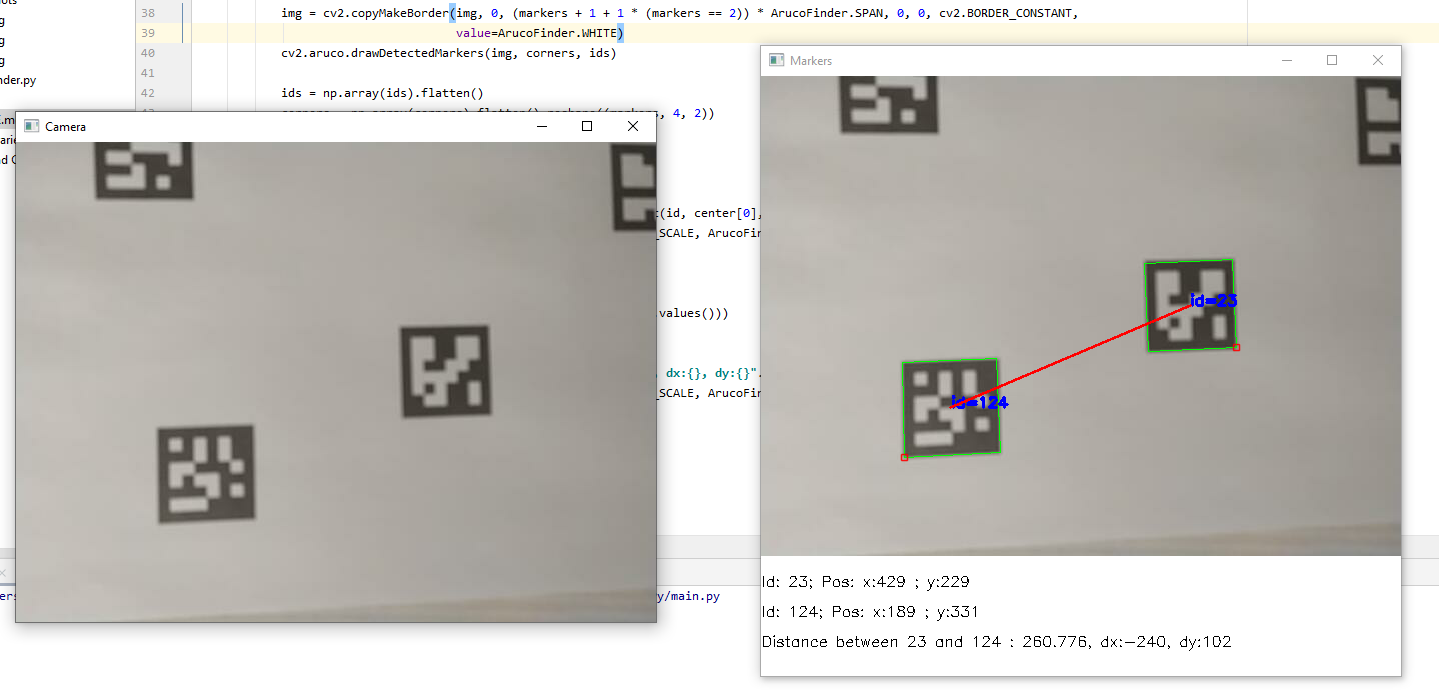 38 img = cv2.copyMakeBorder(img, 0, (markers + 1 + 1 * (markers == 2)) * ArucoFinder.SPAN, 0, 0, cv2.BORDER_CONSTANT,
39 value=ArucoFinder.WHITE)
nder.py
40 cv2.aruco.drawDetectedMarkers(img, corners, ids)
41
42 ids = np.array(ids).flatten()
, 4, 2))
Camera
(id, center[0],
_SCALE, ArucoFin
.values()))
, dx:{}, dy:{}".
_SCALE, ArucoFin
y/main.py
Markers
id=23
id=124
Id: 23; Pos: x:429 ; y:229
Id: 124; Pos: x:189 ; y:331
Distance between 23 and 124 : 260.776, dx:-240, dy:102